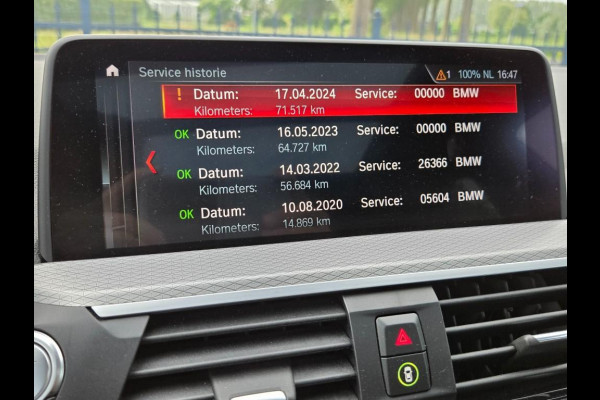 Service histories
1 100% NL 16:47
! Datum: 17.04.2024 Service: 00000 BMW
Kilometers: 71.517 km
OK Datum: 16.05.2023 Service: 00000 BMW
Kilometers: 64.727 km
OK Datum: 14.03.2022 Service: 26366 BMW
Kilometers: 56.684 km
OK Datum: 10.08.2020 Service: 05604 BMW
Kilometers: 14.869 km